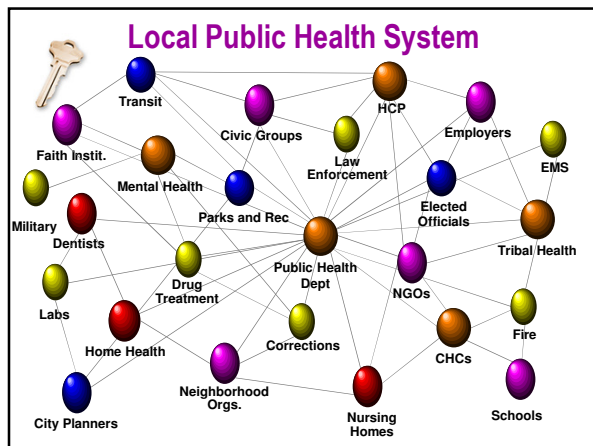 Local Public Health System
Transit
HCP
Civic Groups
Employers
Law
Enforcement
Faith Instit.
EMS
Mental Health
Parks and Rec
Elected
Officials
Military
Dentists
Tribal Health
Public Health
Dept
Drug
Treatment
NGOs
Labs
Fire
Home Health
Corrections
CHCs
Neighborhood
Orgs.
City Planners
Nursing
Homes
Schools